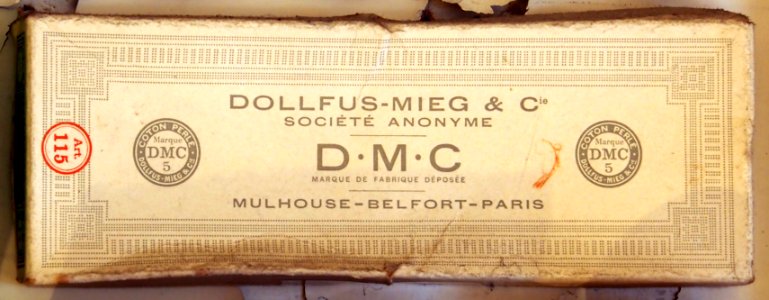 DOLLFUS-MIEG & Cie
SOCIÉTÉ ANONYME
D·M·C
MARQUE DE FABRIQUE DÉPOSÉE
MULHOUSE-BELFORT-PARIS
Art.
115
COTON PERLÉ
Marque
DMC
5
DOLLFUS-MIEG & Cie
COTON PERLÉ
Marque
DMC
5
DOLLFUS-MIEG & Cie